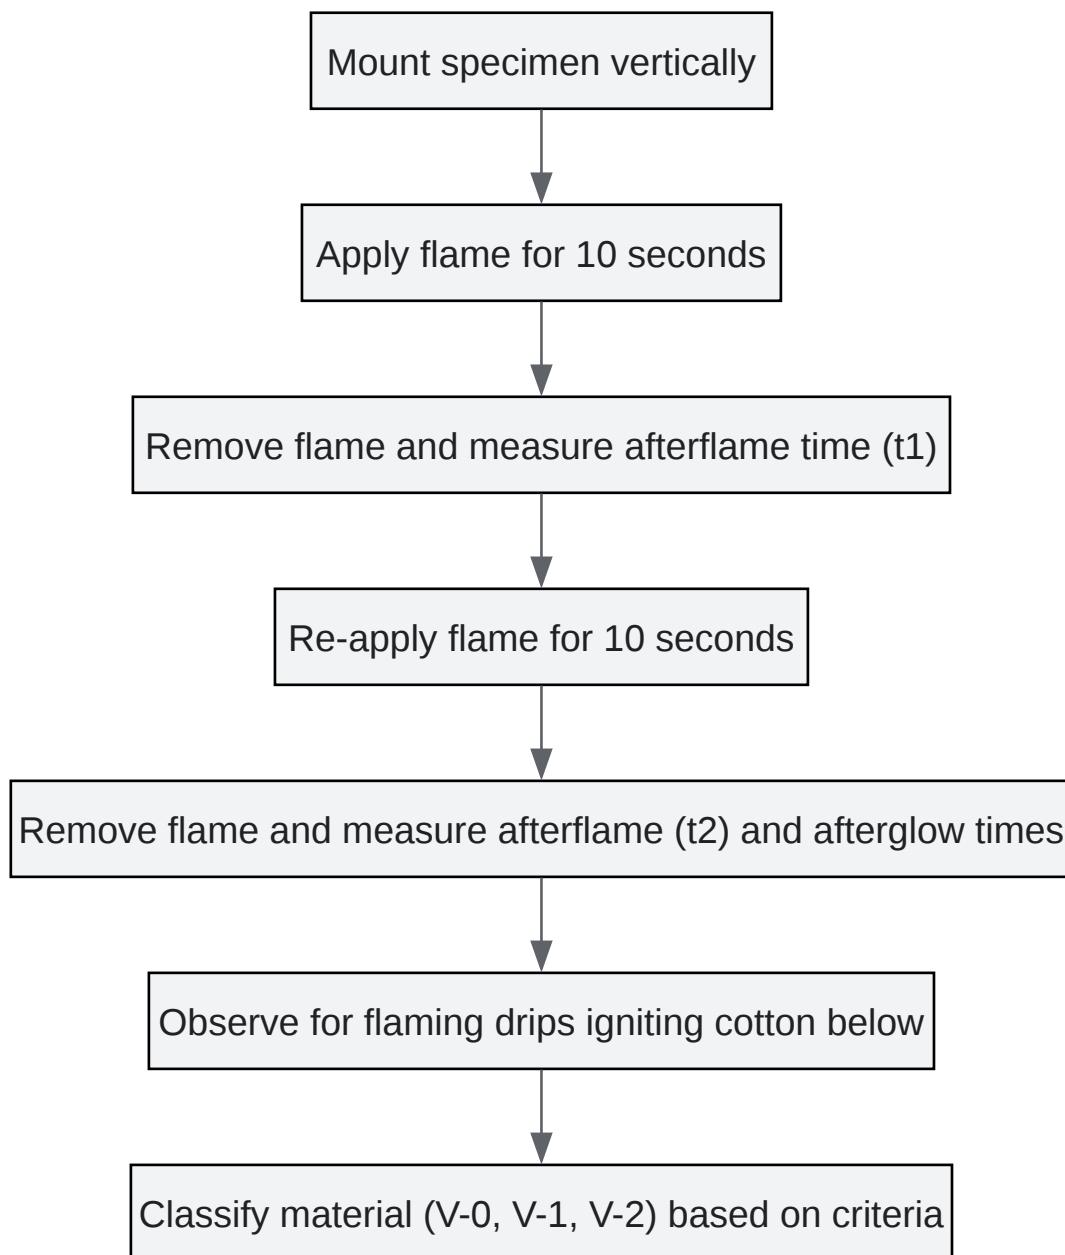 Mount specimen vertically
Apply flame for 10 seconds
Remove flame and measure afterflame time (t1)
Re-apply flame for 10 seconds
Remove flame and measure afterflame (t2) and afterglow times
Observe for flaming drips igniting cotton below
Classify material (V-0, V-1, V-2) based on criteria